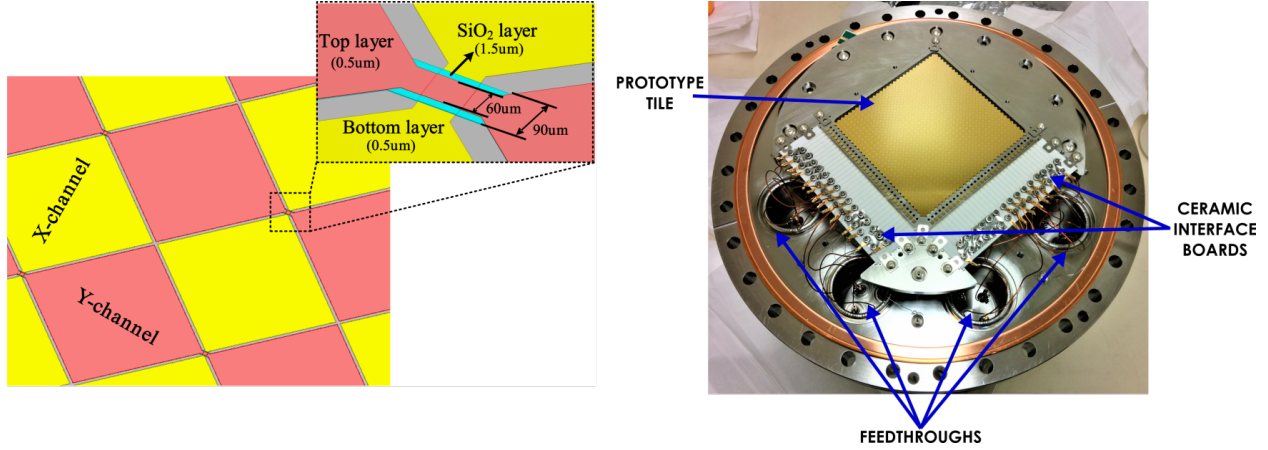 Top layer
(0.5um)
SiO₂ layer
(1.5um)
60um
90um
Bottom layer
(0.5um)
X-channel
Y-channel
PROTOTYPE
TILE
CERAMIC
INTERFACE
BOARDS
FEEDTHROUGHS